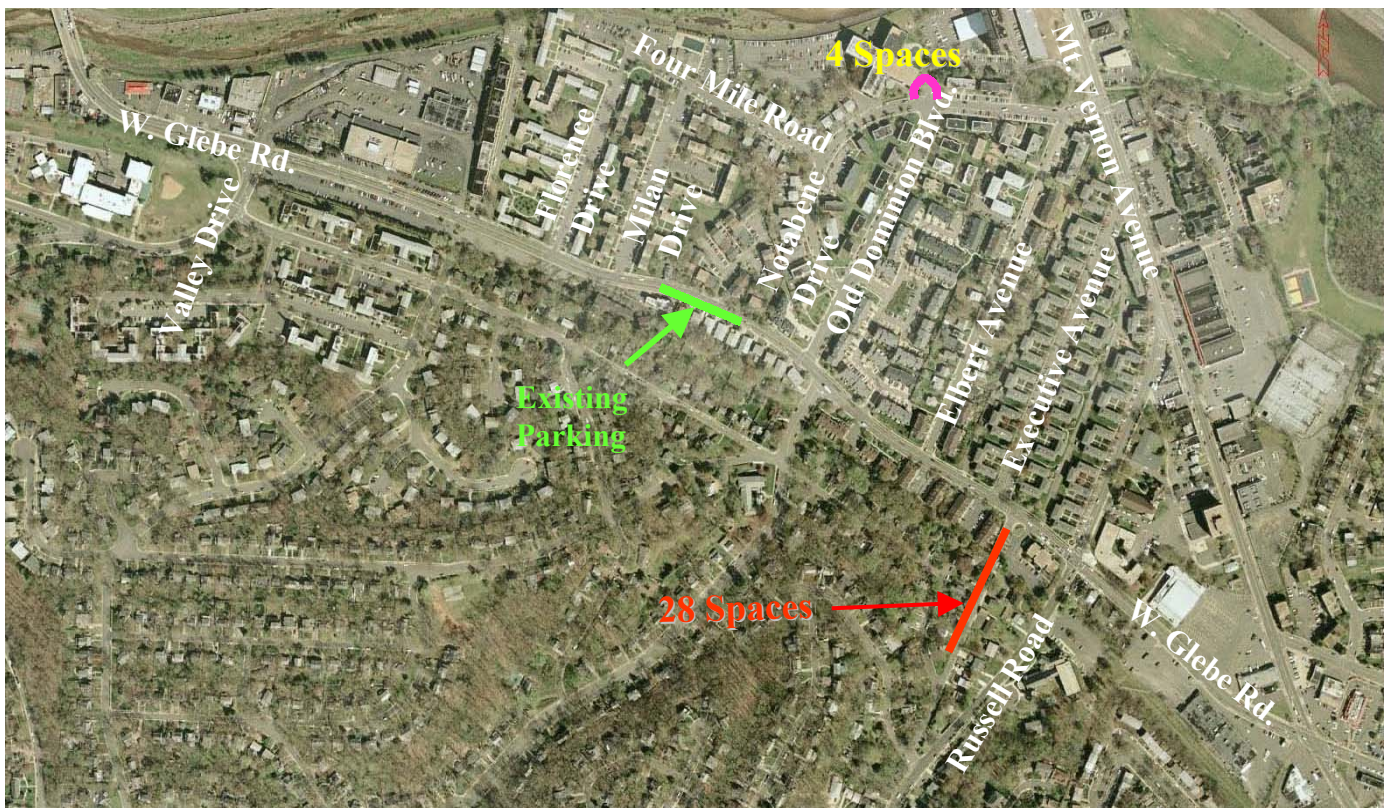 4 Spaces
Four Mile Road
Mt. Vernon Avenue
W. Glebe Rd.
Florence
Drive
Milan
Drive
Notabene
Drive
Old Dominion Blvd.
Valley Drive
Elbert Avenue
Executive Avenue
Existing
Parking
28 Spaces
Russell Road
W. Glebe Rd.